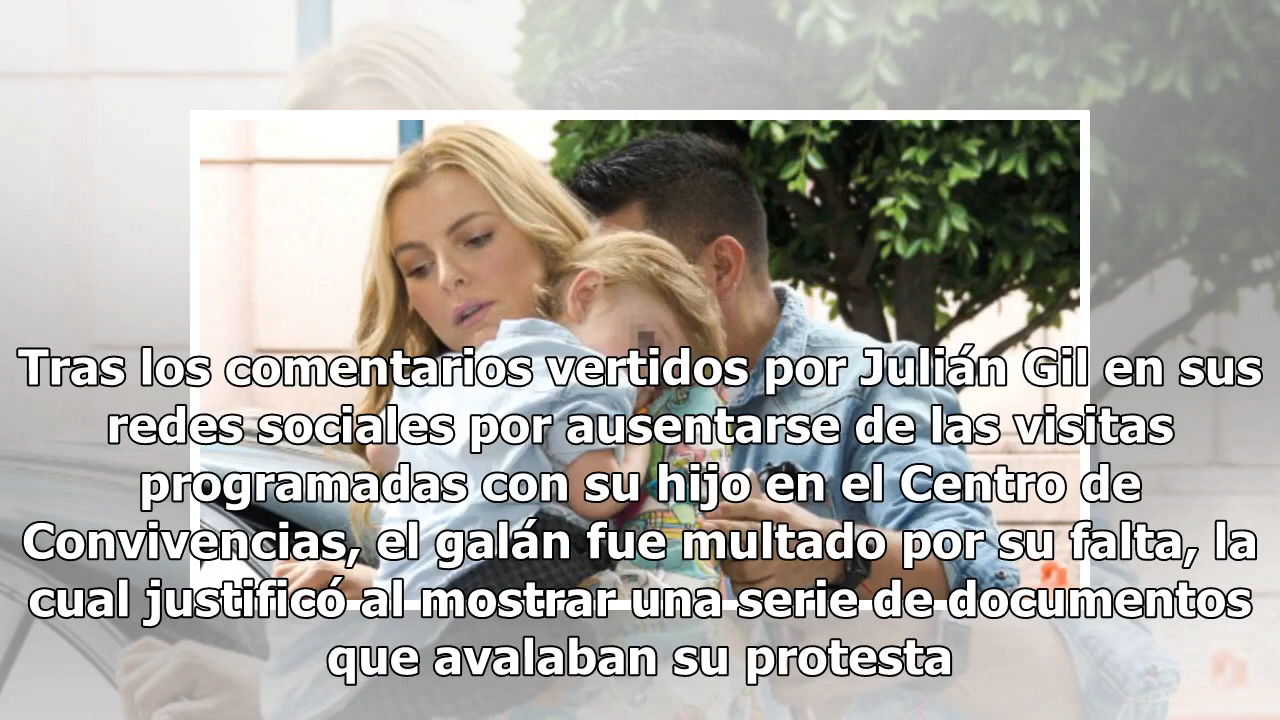 Tras los comentarios vertidos por Julián Gil en sus
redes sociales por ausentarse de las visitas
programadas con su hijo en el Centro de
Convivencias, el galán fue multado por su falta, la
cual justificó al mostrar una serie de documentos
que avalaban su protesta